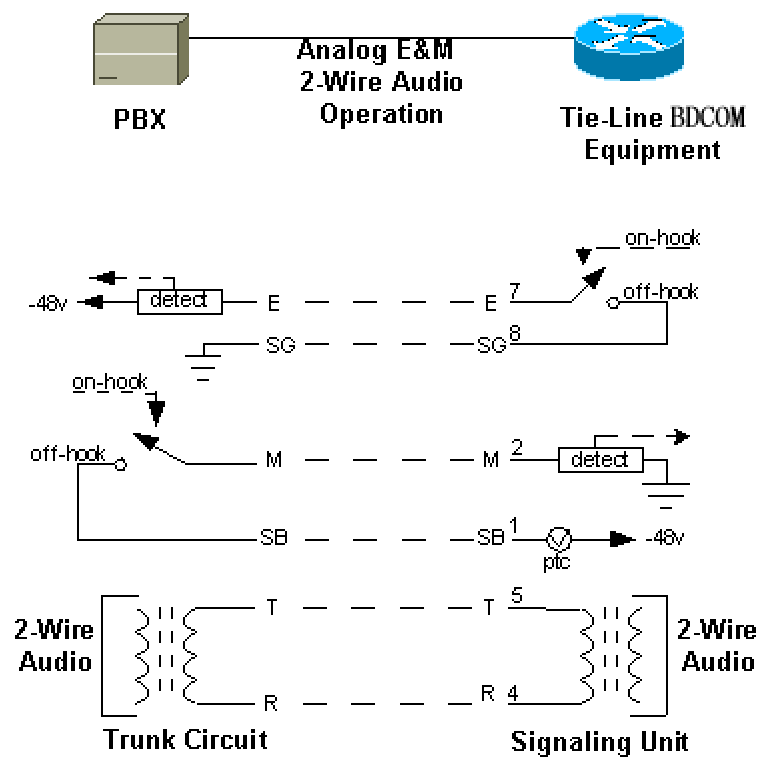 Analog E&M
2-Wire Audio
Operation
PBX
Tie-Line BDCOM
Equipment
on-hook
-48v
detect
E
E
7
off-hook
SG
SG
8
on-hook
off-hook
M
M
2
detect
SB
SB
1
ptc
-48v
2-Wire
Audio
T
T
5
2-Wire
Audio
R
R
4
Trunk Circuit
Signaling Unit